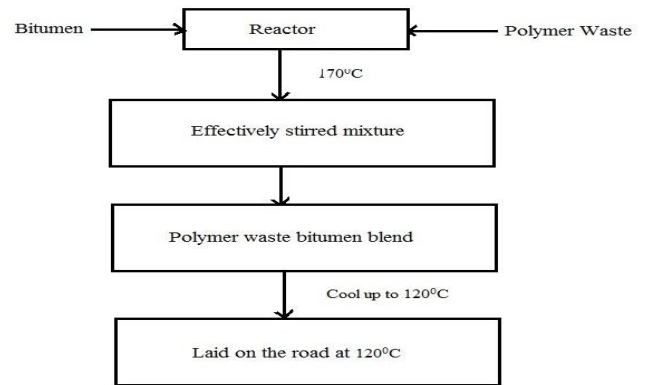 Bitumen
Reactor
Polymer Waste
170⁰C
Effectively stirred mixture
Polymer waste bitumen blend
Cool up to 120⁰C
Laid on the road at 120⁰C